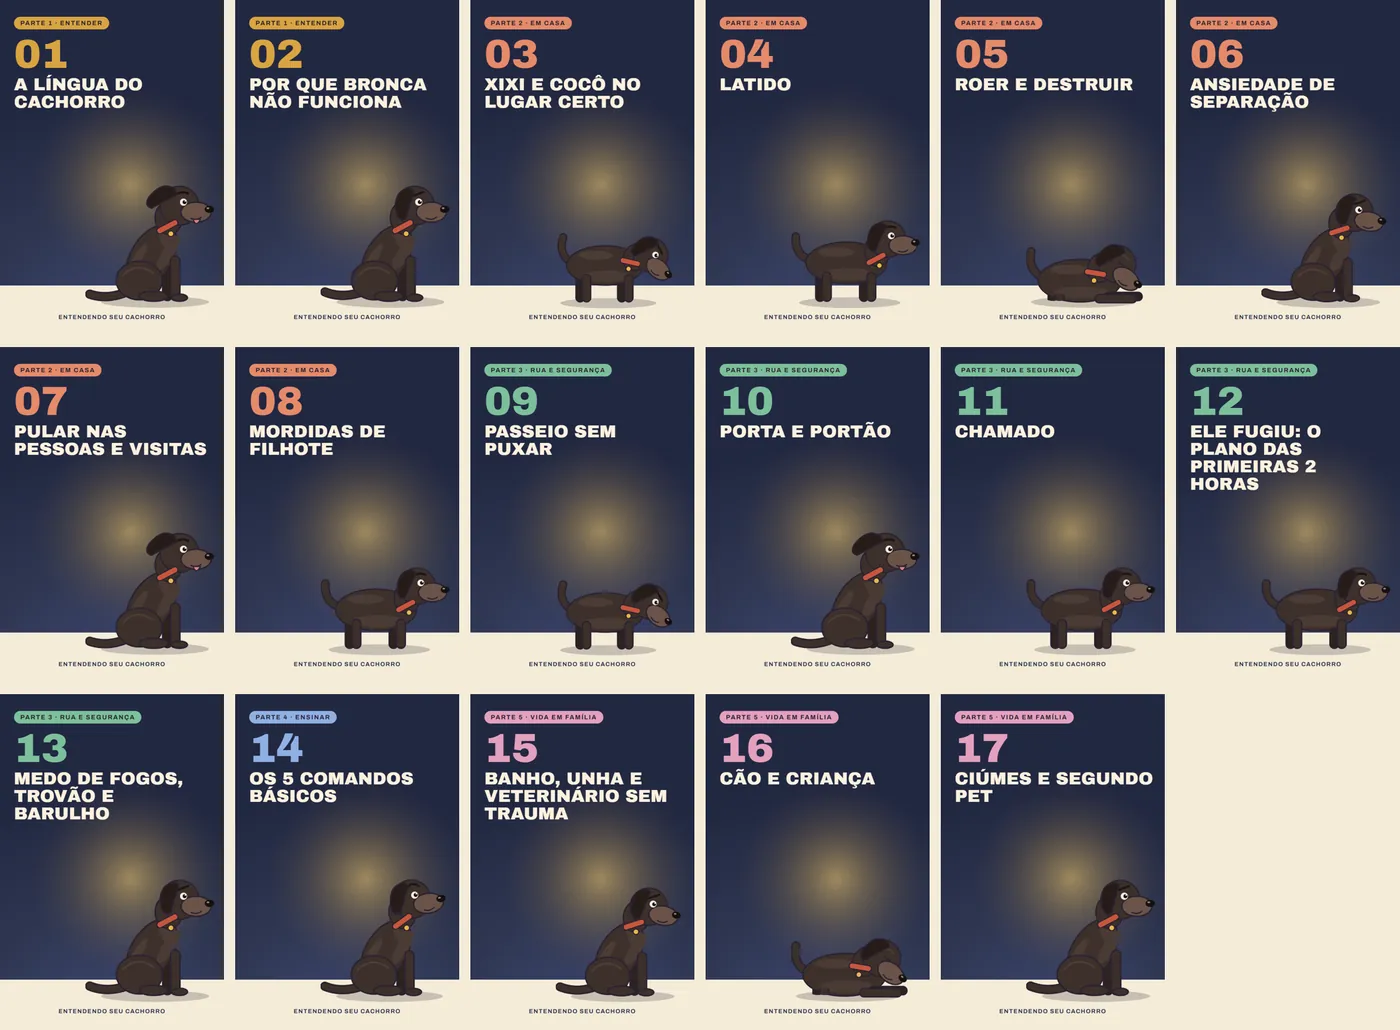 PARTE 1 · ENTENDER
01
A LÍNGUA DO
CACHORRO
ENTENDENDO SEU CACHORRO
PARTE 1 · ENTENDER
02
POR QUE BRONCA
NÃO FUNCIONA
ENTENDENDO SEU CACHORRO
PARTE 2 · EM CASA
03
XIXI E COCÔ NO
LUGAR CERTO
ENTENDENDO SEU CACHORRO
PARTE 2 · EM CASA
04
LATIDO
ENTENDENDO SEU CACHORRO
PARTE 2 · EM CASA
05
ROER E DESTRUIR
ENTENDENDO SEU CACHORRO
PARTE 2 · EM CASA
06
ANSIEDADE DE
SEPARAÇÃO
ENTENDENDO SEU CACHORRO
PARTE 2 · EM CASA
07
PULAR NAS
PESSOAS E VISITAS
ENTENDENDO SEU CACHORRO
PARTE 2 · EM CASA
08
MORDIDAS DE
FILHOTE
ENTENDENDO SEU CACHORRO
PARTE 3 · RUA E SEGURANÇA
09
PASSEIO SEM
PUXAR
ENTENDENDO SEU CACHORRO
PARTE 3 · RUA E SEGURANÇA
10
PORTA E PORTÃO
ENTENDENDO SEU CACHORRO
PARTE 3 · RUA E SEGURANÇA
11
CHAMADO
ENTENDENDO SEU CACHORRO
PARTE 3 · RUA E SEGURANÇA
12
ELE FUGIU: O
PLANO DAS
PRIMEIRAS 2
HORAS
ENTENDENDO SEU CACHORRO
PARTE 3 · RUA E SEGURANÇA
13
MEDO DE FOGOS,
TROVÃO E
BARULHO
ENTENDENDO SEU CACHORRO
PARTE 4 · ENSINAR
14
OS 5 COMANDOS
BÁSICOS
ENTENDENDO SEU CACHORRO
PARTE 5 · VIDA EM FAMÍLIA
15
BANHO, UNHA E
VETERINÁRIO SEM
TRAUMA
ENTENDENDO SEU CACHORRO
PARTE 5 · VIDA EM FAMÍLIA
16
CÃO E CRIANÇA
ENTENDENDO SEU CACHORRO
PARTE 5 · VIDA EM FAMÍLIA
17
CIÚMES E SEGUNDO
PET
ENTENDENDO SEU CACHORRO